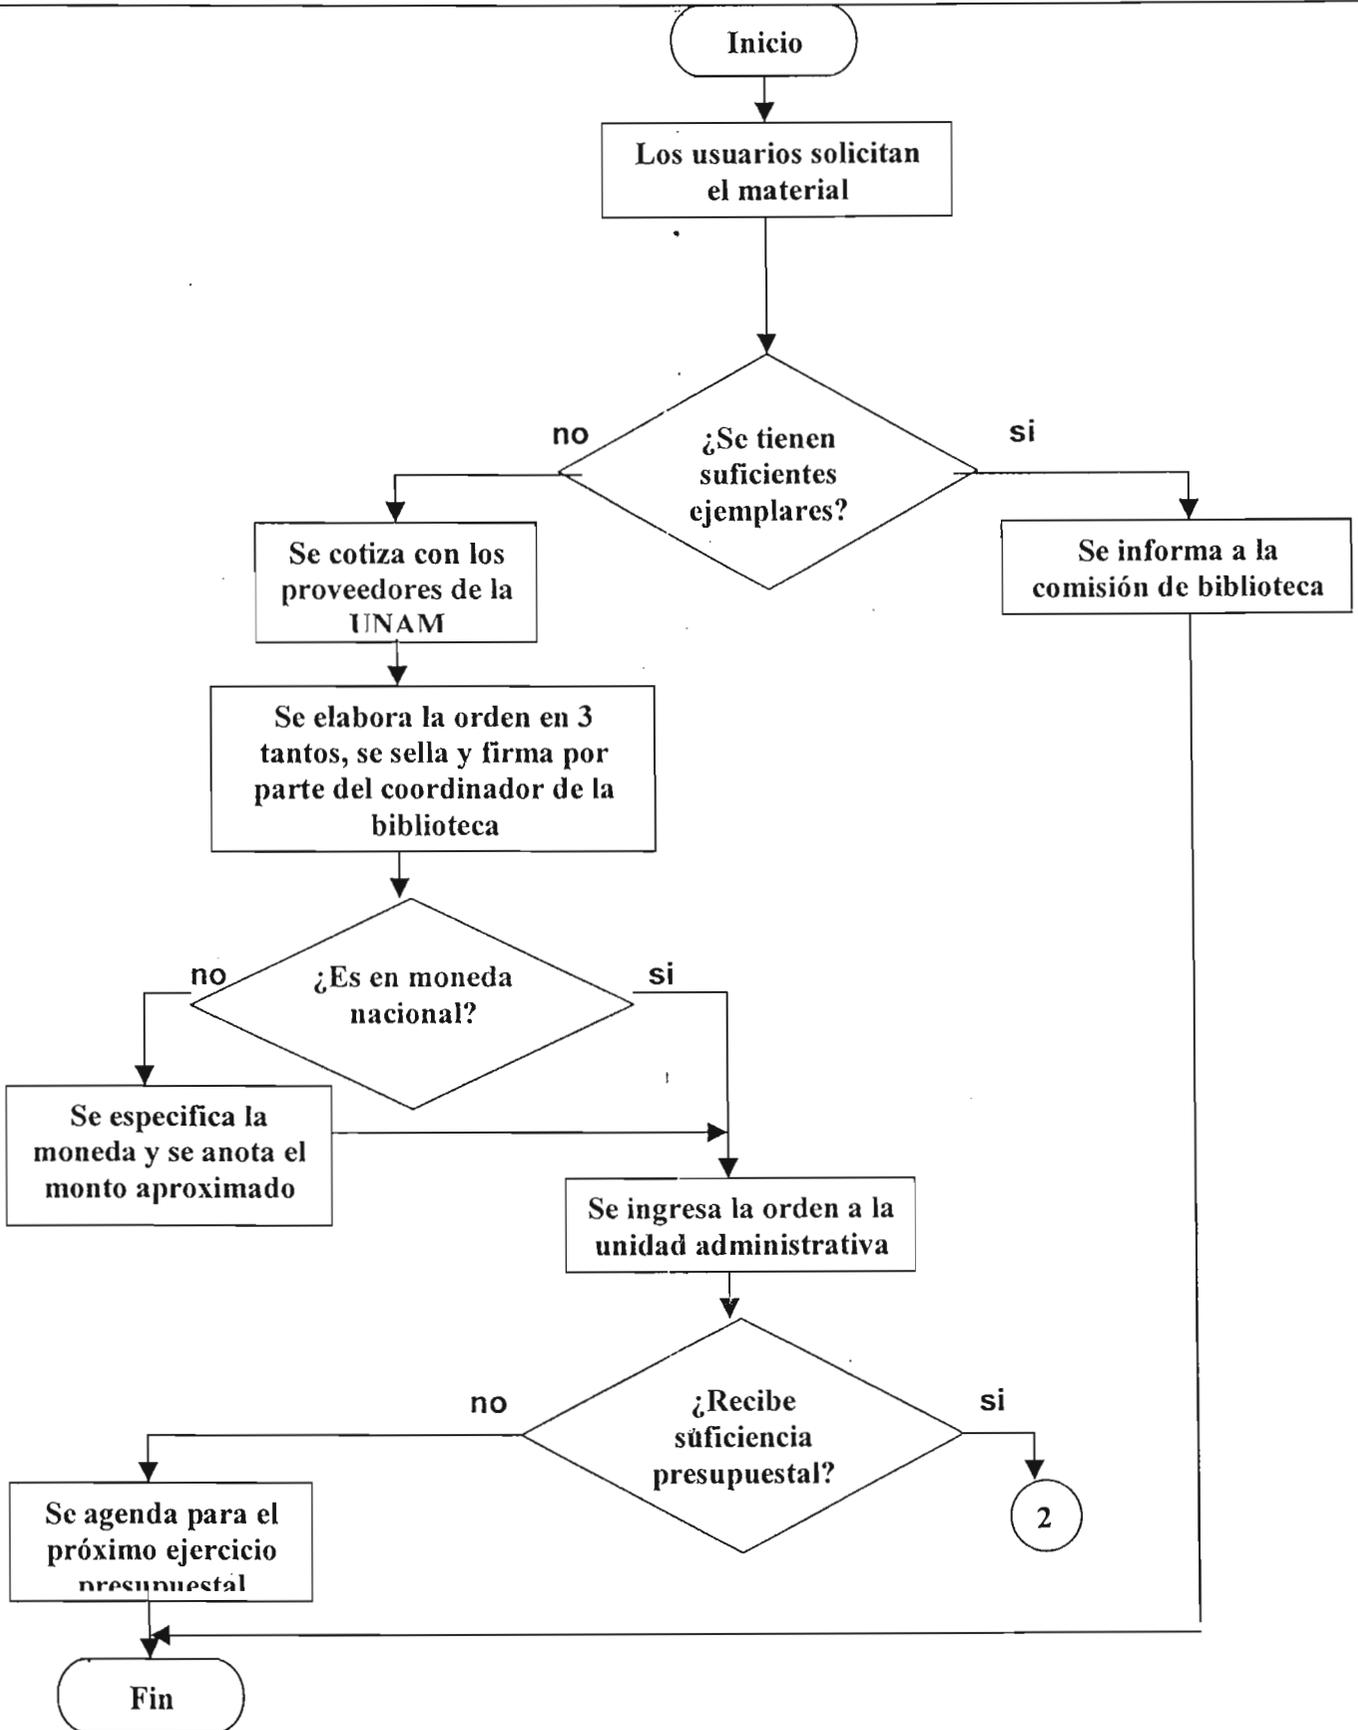 Inicio
Los usuarios solicitan
el material
no
si
¿Se tienen
suficientes
ejemplares?
Se cotiza con los
proveedores de la
UNAM
Se informa a la
comisión de biblioteca
Se elabora la orden en 3
tantos, se sella y firma por
parte del coordinador de la
biblioteca
no
¿Es en moneda
nacional?
si
Se especifica la
moneda y se anota el
monto aproximado
Se ingresa la orden a la
unidad administrativa
no
¿Recibe
suficiencia
presupuestal?
si
2
Se agenda para el
próximo ejercicio
presupuestal
Fin